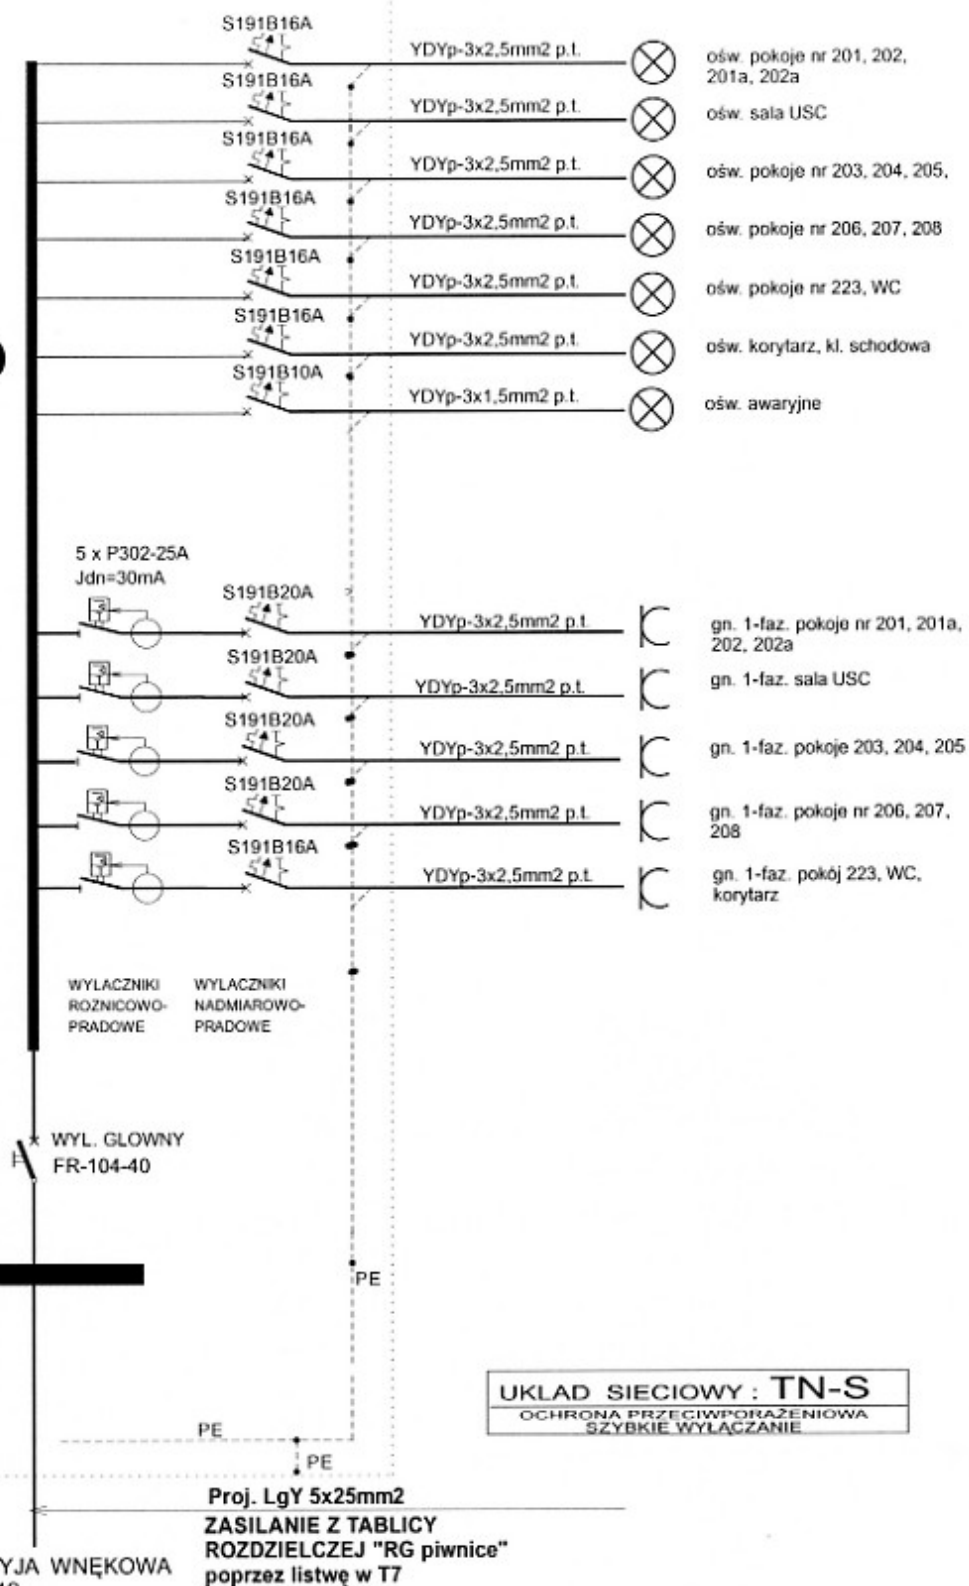 S191B16A
YDYp-3x2,5mm2 p.t.
ośw. pokoje nr 201, 202,
201a, 202a
S191B16A
YDYp-3x2,5mm2 p.t.
ośw. sala USC
S191B16A
YDYp-3x2,5mm2 p.t.
ośw. pokoje nr 203, 204, 205,
S191B16A
YDYp-3x2,5mm2 p.t.
ośw. pokoje nr 206, 207, 208
S191B16A
YDYp-3x2,5mm2 p.t.
ośw. pokoje nr 223, WC
S191B16A
YDYp-3x2,5mm2 p.t.
ośw. korytarz, kl. schodowa
S191B10A
YDYp-3x1,5mm2 p.t.
ośw. awaryjne
5 x P302-25A
Jdn=30mA
S191B20A
YDYp-3x2,5mm2 p.t.
gn. 1-faz. pokoje nr 201, 201a,
202, 202a
S191B20A
YDYp-3x2,5mm2 p.t.
gn. 1-faz. sala USC
S191B20A
YDYp-3x2,5mm2 p.t.
gn. 1-faz. pokoje 203, 204, 205
S191B20A
YDYp-3x2,5mm2 p.t.
gn. 1-faz. pokoje nr 206, 207,
208
S191B16A
YDYp-3x2,5mm2 p.t.
gn. 1-faz. pokój 223, WC,
korytarz
WYLACZNIKI
ROZNICOWO-
PRADOWE
WYLACZNIKI
NADMIAROWO-
PRADOWE
WYL. GLOWNY
FR-104-40
PE
UKLAD SIECIOWY : TN-S
OCHRONA PRZECIWPORAŻENIOWA
SZYBKIE WYŁĄCZANIE
PE
PE
Proj. LgY 5x25mm2
ZASILANIE Z TABLICY
ROZDZIELCZEJ "RG piwnice"
poprzez listwę w T7
YJA WNĘKOWA